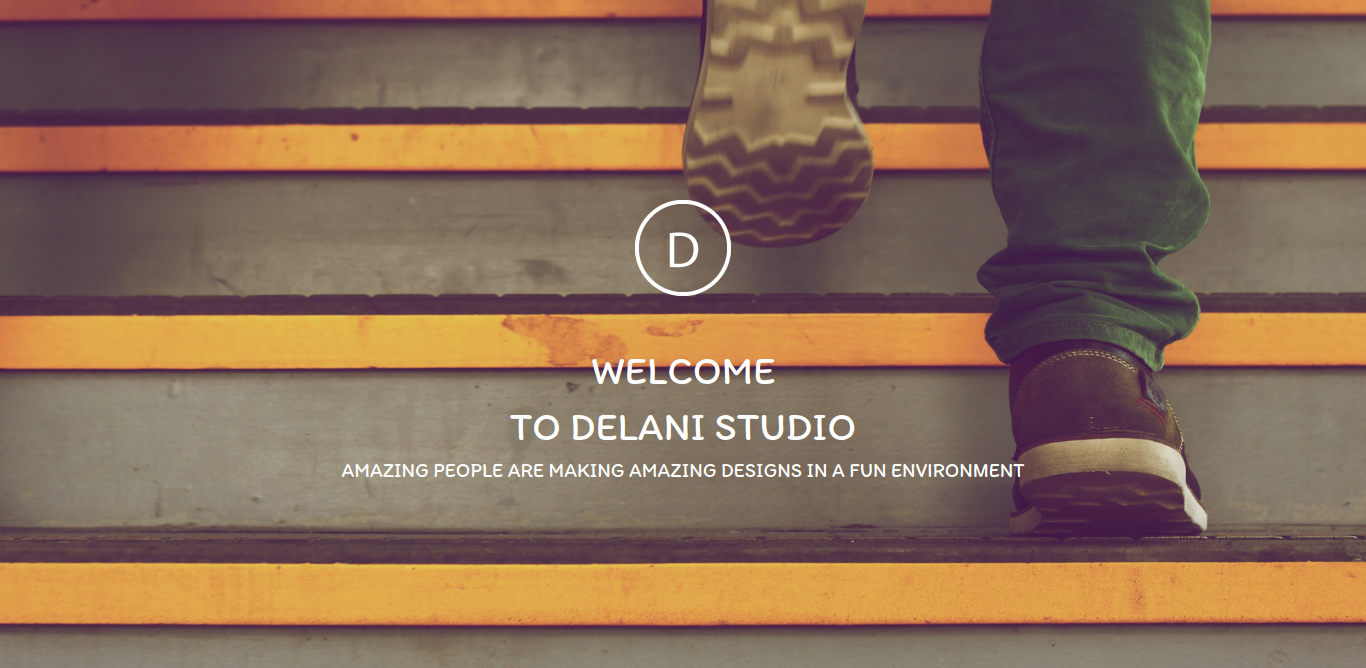 D
WELCOME
TO DELANI STUDIO
AMAZING PEOPLE ARE MAKING AMAZING DESIGNS IN A FUN ENVIRONMENT